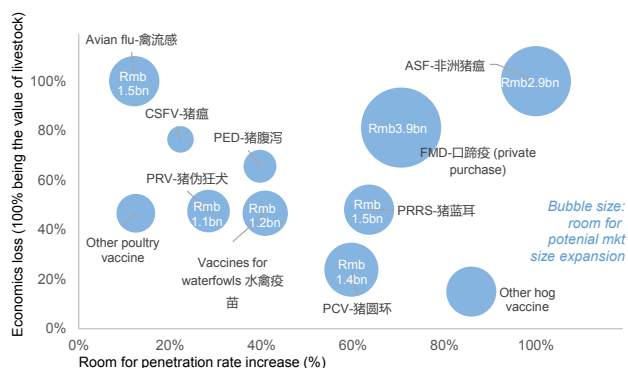 Economics loss (100% being the value of livestock)
100%
80%
60%
40%
20%
0%
Avian flu-禽流感
Rmb
1.5bn
CSFV-猪瘟
PED-猪腹泻
PRV-猪伪狂犬
Rmb
1.1bn
Rmb
1.2bn
Other poultry
vaccine
Vaccines for
waterfowls 水禽疫
苗
ASF-非洲猪瘟
Rmb2.9bn
Rmb3.9bn
FMD-口蹄疫 (private
purchase)
Rmb
1.5bn
PRRS-猪蓝耳
Rmb
1.4bn
PCV-猪圆环
Other hog
vaccine
Bubble size:
room for
potenial mkt
size expansion
0%
20%
40%
60%
80%
100%
Room for penetration rate increase (%)